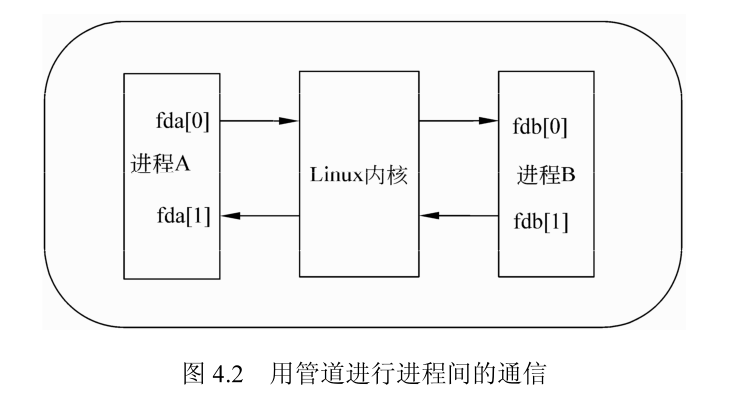 fda[0]
进程A
fda[1]
Linux内核
fdb[0]
进程B
fdb[1]
图 4.2 用管道进行进程间的通信